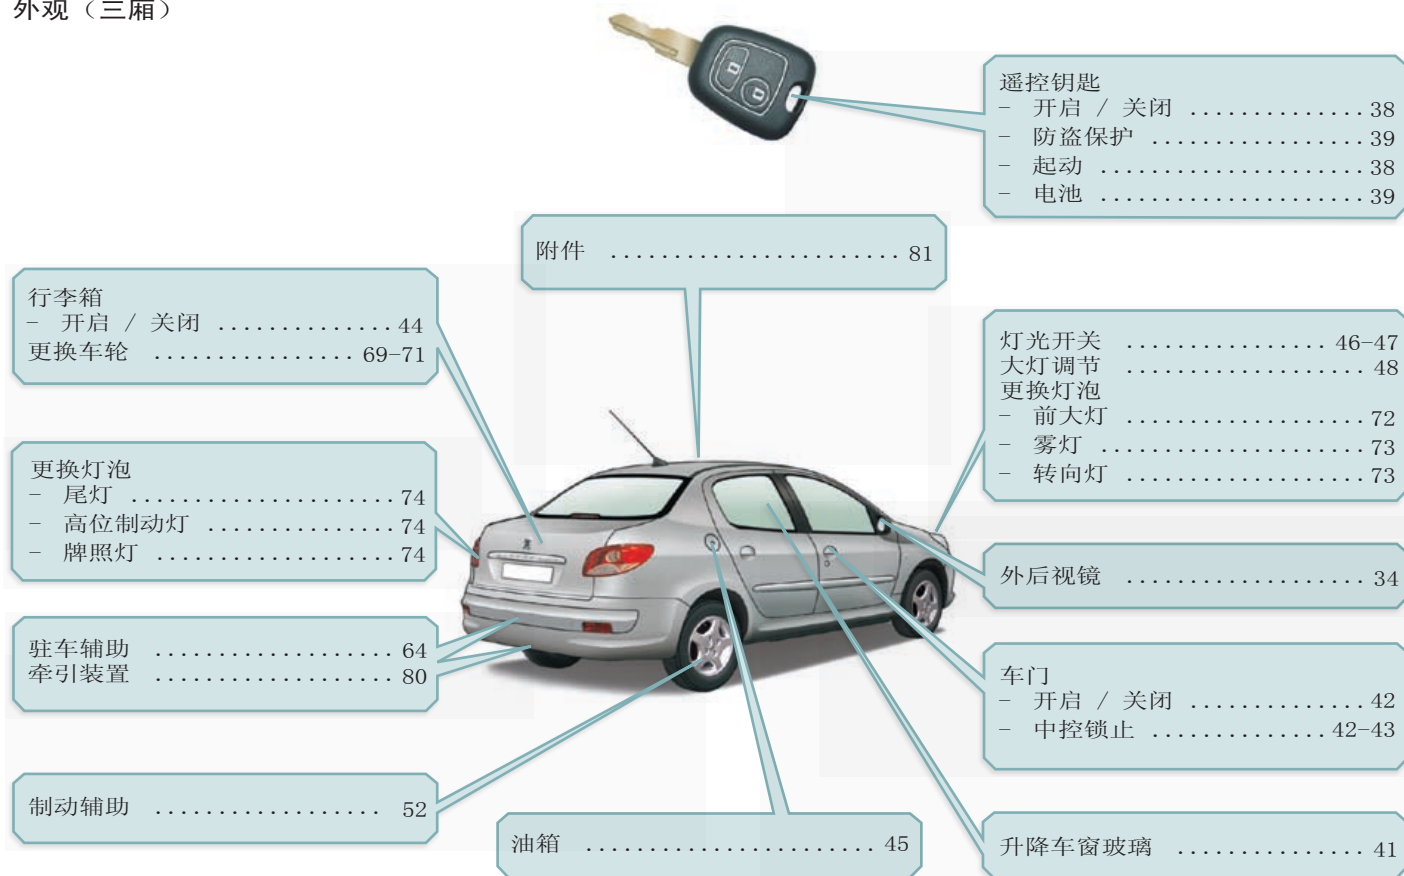 外观（三厢）
遥控钥匙
- 开启 / 关闭 .............. 38
- 防盗保护 ................. 39
- 起动 ..................... 38
- 电池 ..................... 39
附件 ....................... 81
行李箱
- 开启 / 关闭 .............. 44
更换车轮 ................ 69-71
灯光开关 ................ 46-47
大灯调节 ................... 48
更换灯泡
- 前大灯 .................... 72
- 雾灯 ...................... 73
- 转向灯 .................... 73
更换灯泡
- 尾灯 ..................... 74
- 高位制动灯 ............... 74
- 牌照灯 ................... 74
外后视镜 ................... 34
驻车辅助 ................... 64
牵引装置 ................... 80
车门
- 开启 / 关闭 .............. 42
- 中控锁止 .............. 42-43
制动辅助 .................. 52
油箱 ....................... 45
升降车窗玻璃 ............... 41